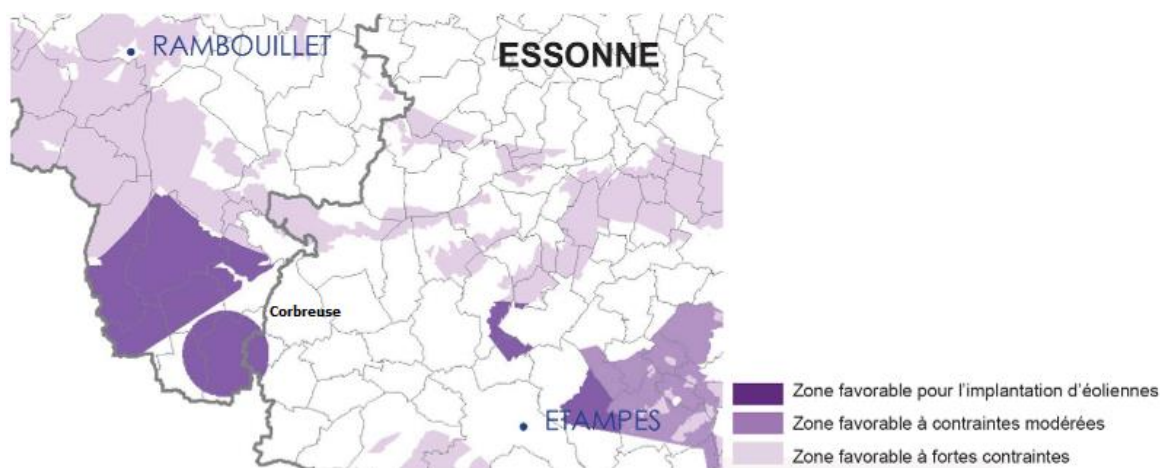 RAMBOUILLET
ESSONNE
Corbreuse
ETAMPES
Zone favorable pour l'implantation d'éoliennes
Zone favorable à contraintes modérées
Zone favorable à fortes contraintes